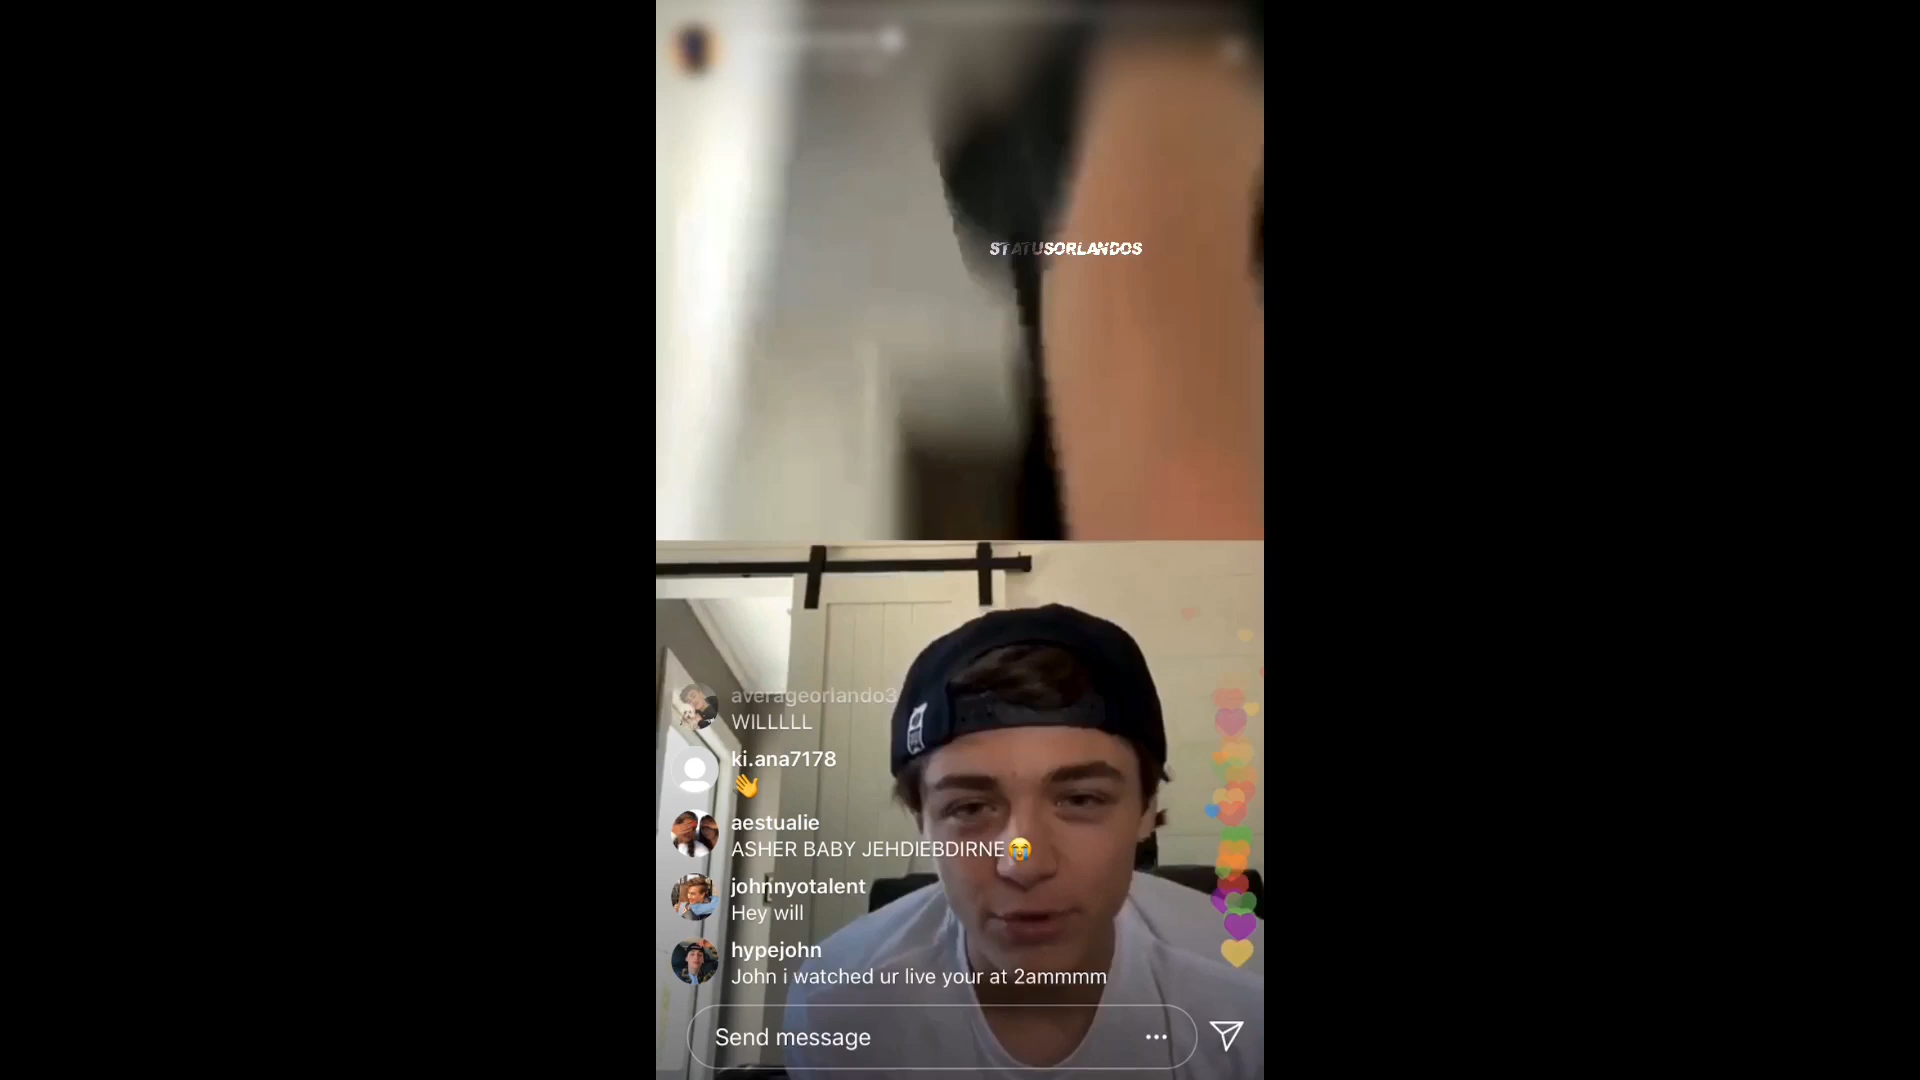 STATUSORLANDOS
averageorlando3
WILLLLL
ki.ana7178
👋
aestualie
ASHER BABY JEHDIEBDIRNE😭
johnnyotalent
Hey will
hypejohn
John i watched ur live your at 2ammmm
Send message